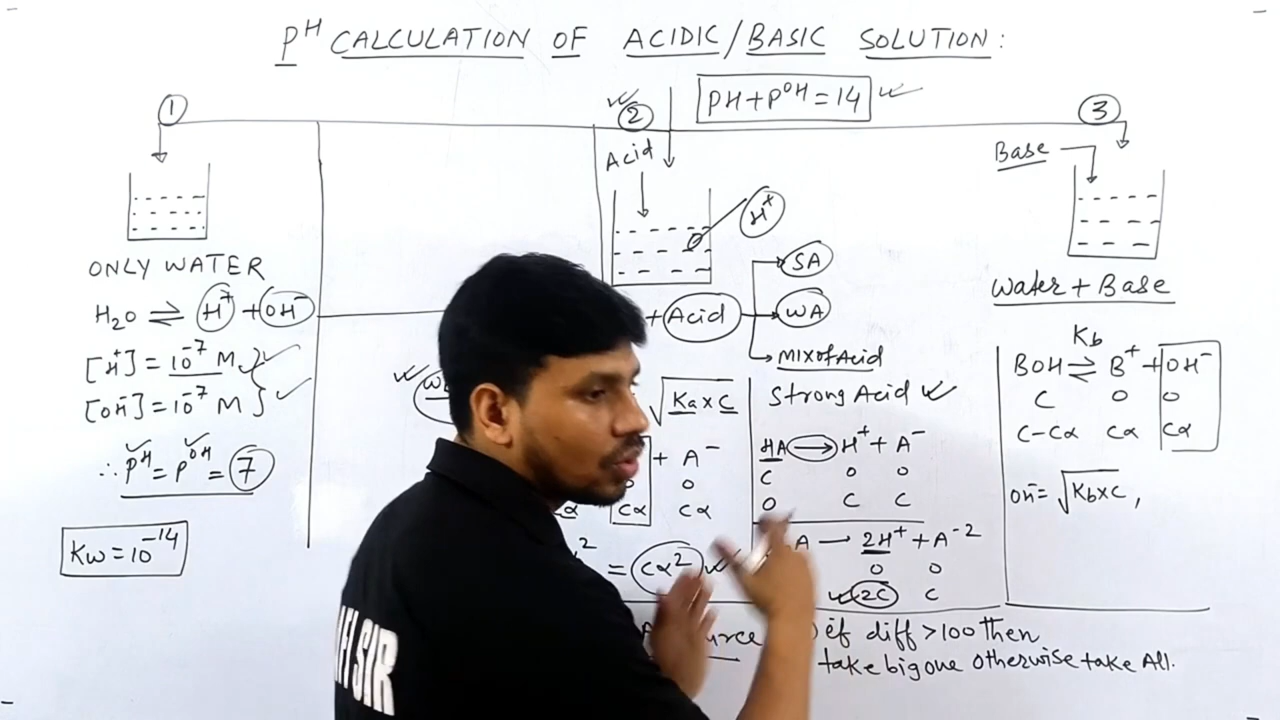 PH CALCULATION OF ACIDIC/BASIC SOLUTION:
PH+POH=14
1
ONLY WATER
H2O ⇌ H+ + OH-
[H+] = 10-7 M
[OH-] = 10-7 M
∴ PH = POH = 7
Kw = 10-14
2
Acid
H+
+ Acid
SA
WA
MIX of Acid
√Ka×C
+ A-
0
Cα Cα
= Cα2
Strong Acid
HA → H+ + A-
C 0 0
0 C C
A → 2H+ + A-2
0 0
2C C
if diff >100 then
take big one otherwise take All.
3
Base
Water + Base
Kb
BOH ⇌ B+ + OH-
C 0 0
C-Cα Cα Cα
OH- = √Kb×C,
SIR